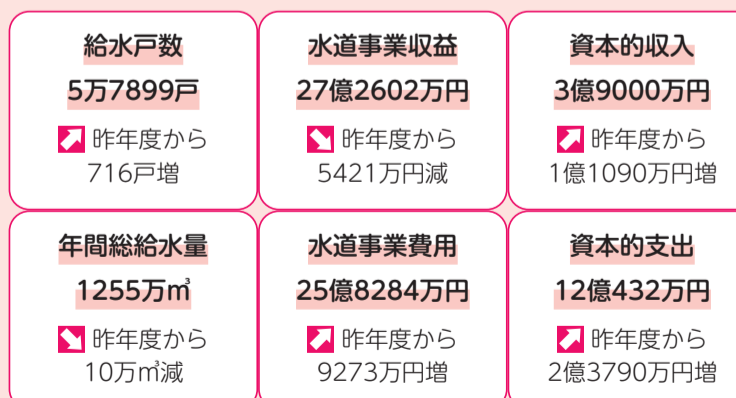 給水戸数
5万7899戸
昨年度から
716戸増
水道事業収益
27億2602万円
昨年度から
5421万円減
資本的収入
3億9000万円
昨年度から
1億1090万円増
年間総給水量
1255万㎥
昨年度から
10万㎥減
水道事業費用
25億8284万円
昨年度から
9273万円増
資本的支出
12億432万円
昨年度から
2億3790万円増